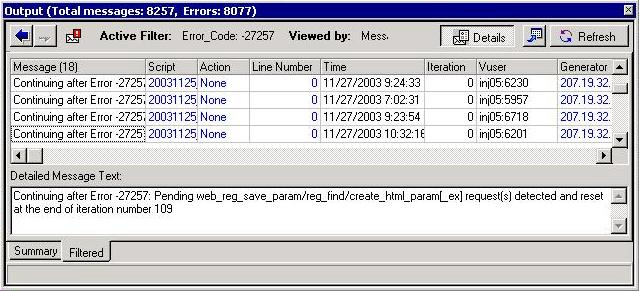 Output (Total messages: 8257, Errors: 8077)
Active Filter: Error_Code: -27257 Viewed by: Mess. Details Refresh
Message (18) Script Action Line Number Time Iteration Vuser Generator
Continuing after Error -27257 20031125 None 0 11/27/2003 9:24:33 0 inj05:6230 207.19.32.
Continuing after Error -27257 20031125 None 0 11/27/2003 7:02:31 0 inj05:5957 207.19.32.
Continuing after Error -27257 20031125 None 0 11/27/2003 9:23:54 0 inj05:6718 207.19.32.
Continuing after Error -27257 20031125 None 0 11/27/2003 10:32:16 0 inj05:6201 207.19.32.
Detailed Message Text:
Continuing after Error -27257: Pending web_reg_save_param/reg_find/create_html_param[_ex] request(s) detected and reset
at the end of iteration number 109
Summary Filtered